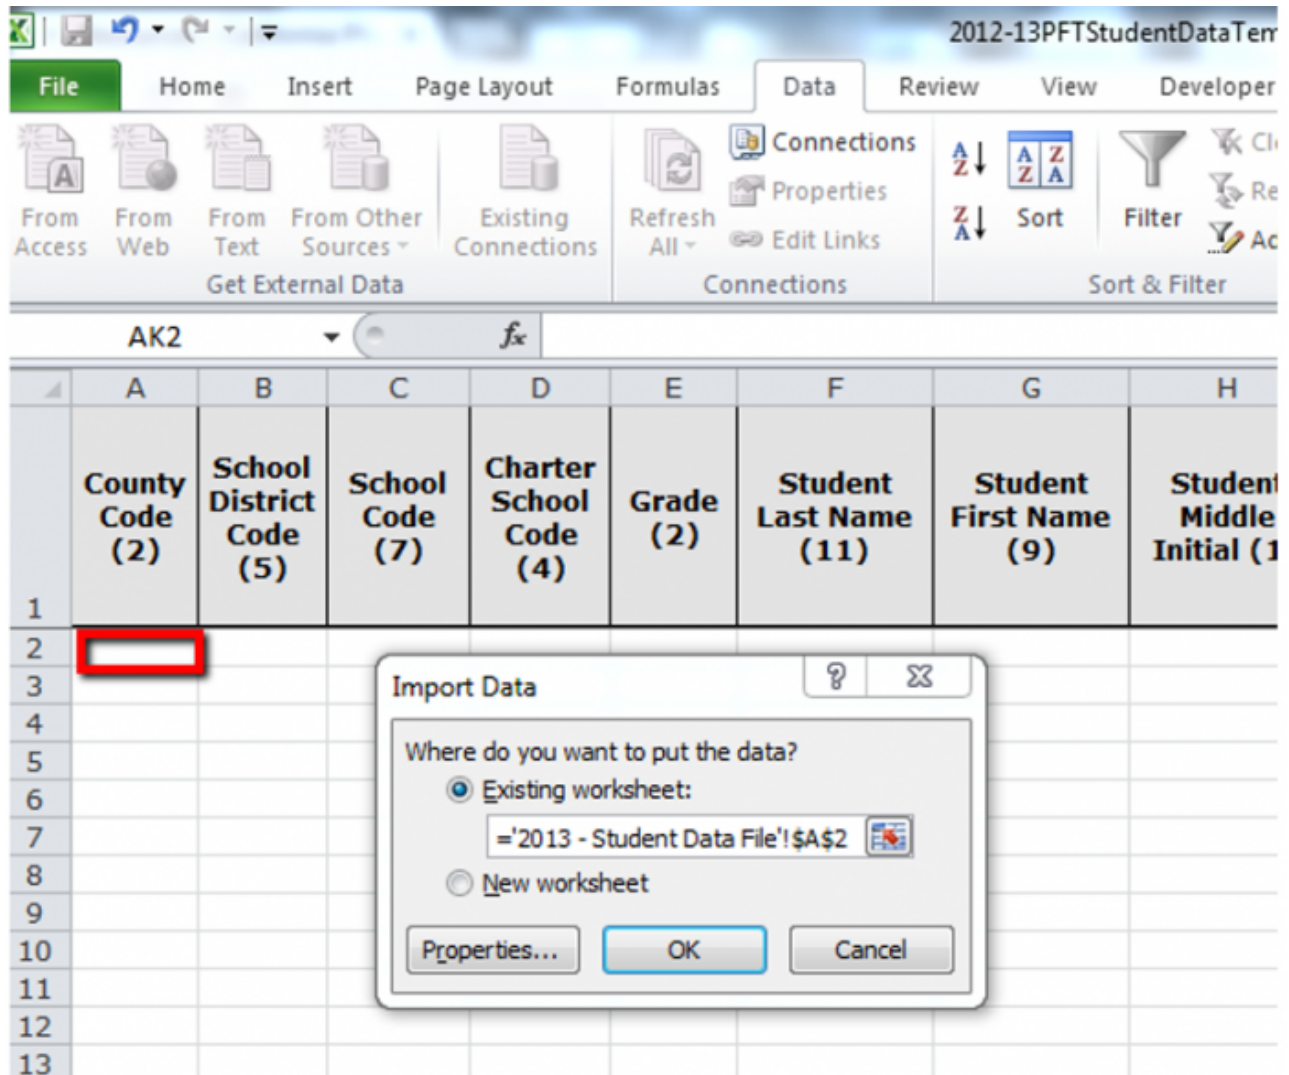 2012-13PFTStudentDataTem
File Home Insert Page Layout Formulas Data Review View Developer
Connections
Properties
Edit Links
From Access
From Web
From Text
From Other Sources
Existing Connections
Refresh All
Sort
Filter
Get External Data Connections Sort & Filter
AK2 fx
A B C D E F G H
County Code (2)
School District Code (5)
School Code (7)
Charter School Code (4)
Grade (2)
Student Last Name (11)
Student First Name (9)
Student Middle Initial (1
1
2
3
4
5
6
7
8
9
10
11
12
13
Import Data
Where do you want to put the data?
Existing worksheet:
='2013 - Student Data File'!$A$2
New worksheet
Properties... OK Cancel